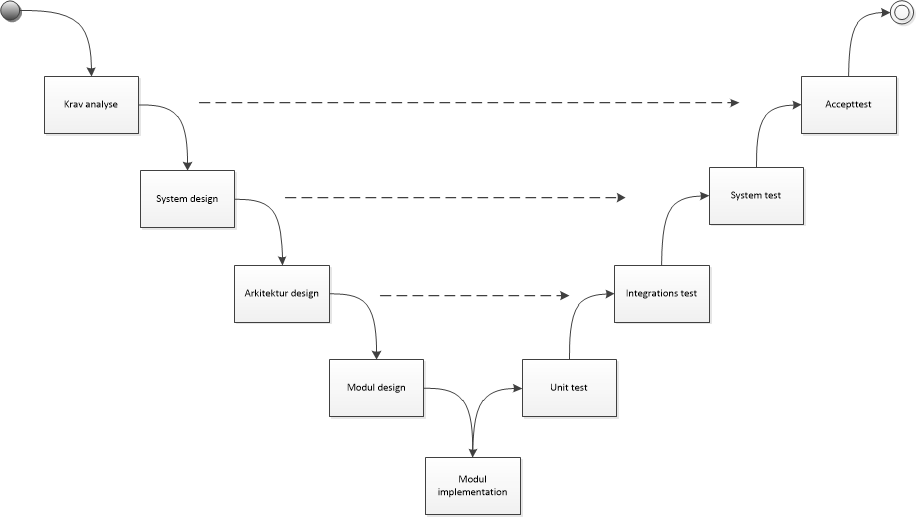 Krav analyse
Accepttest
System design
System test
Arkitektur design
Integrations test
Modul design
Unit test
Modul
implementation